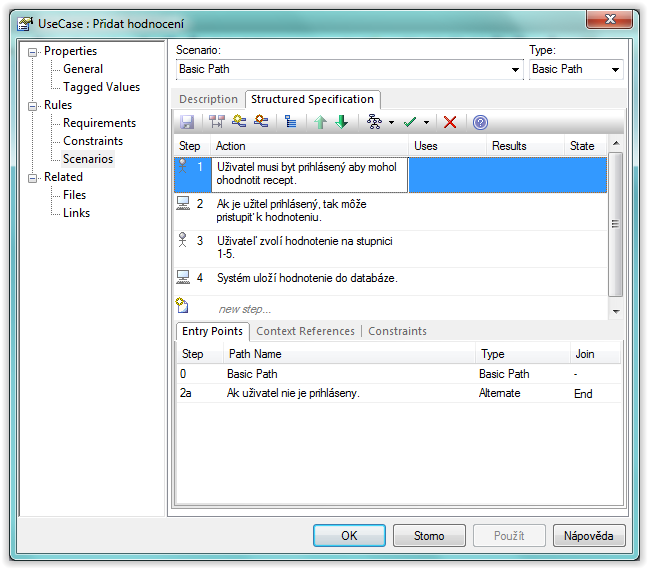 UseCase : Přidat hodnocení
Properties
General
Tagged Values
Rules
Requirements
Constraints
Scenarios
Related
Files
Links
Scenario:
Type:
Basic Path
Basic Path
Description
Structured Specification
Step
Action
Uses
Results
State
1
Uživatel musi byt prihlásený aby mohol
ohodnotit recept.
2
Ak je užitel prihlásený, tak môže
pristupiť k hodnoteniu.
3
Uživateľ zvolí hodnotenie na stupnici
1-5.
4
Systém uloží hodnotenie do databáze.
new step...
Entry Points
Context References
Constraints
Step
Path Name
Type
Join
0
Basic Path
Basic Path
-
2a
Ak uživatel nie je prihláseny.
Alternate
End
OK
Storno
Použít
Nápověda